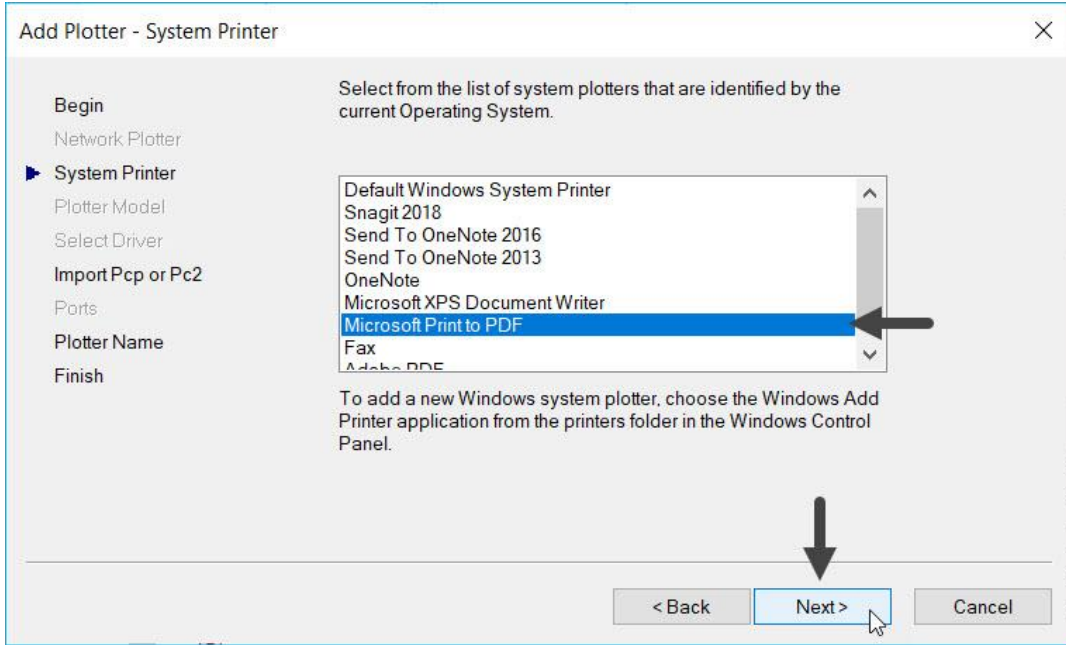 Add Plotter - System Printer
Begin
Network Plotter
System Printer
Plotter Model
Select Driver
Import Pcp or Pc2
Ports
Plotter Name
Finish
Select from the list of system plotters that are identified by the
current Operating System.
Default Windows System Printer
Snagit 2018
Send To OneNote 2016
Send To OneNote 2013
OneNote
Microsoft XPS Document Writer
Microsoft Print to PDF
Fax
Adobe PDF
To add a new Windows system plotter, choose the Windows Add
Printer application from the printers folder in the Windows Control
Panel.
< Back
Next >
Cancel